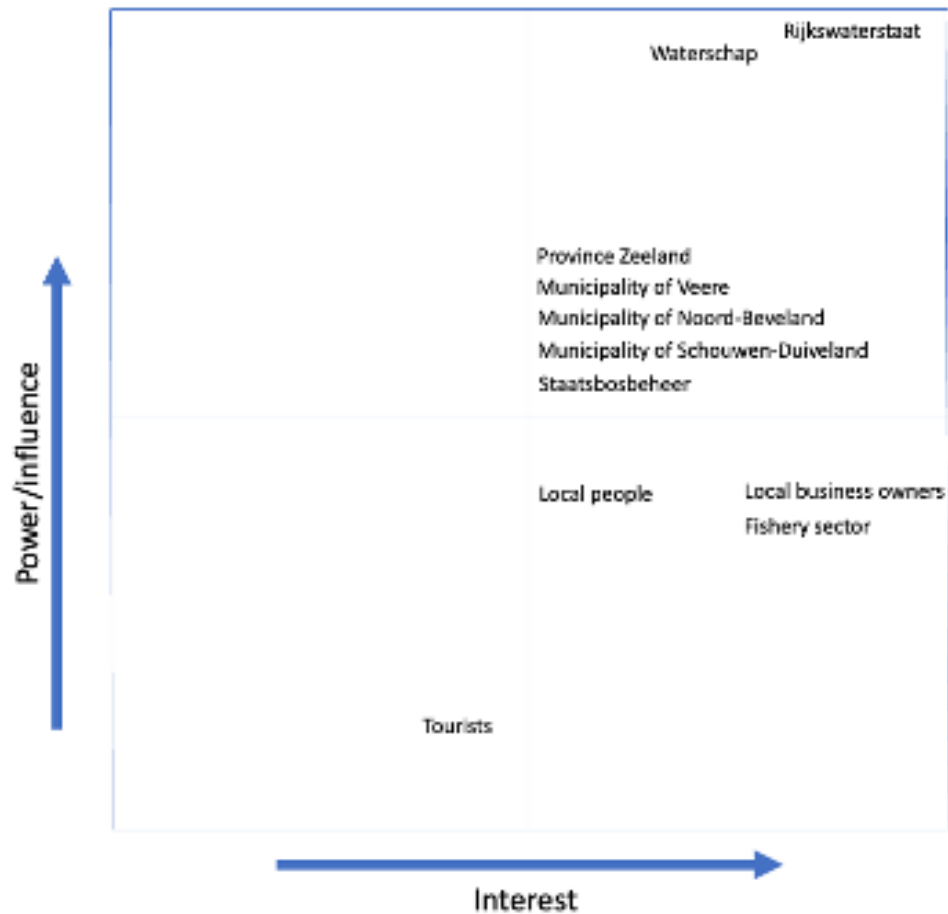 Rijkswaterstaat
Waterschap
Province Zeeland
Municipality of Veere
Municipality of Noord-Beveland
Municipality of Schouwen-Duiveland
Staatsbosbeheer
Power/influence
Local people
Local business owners
Fishery sector
Tourists
Interest